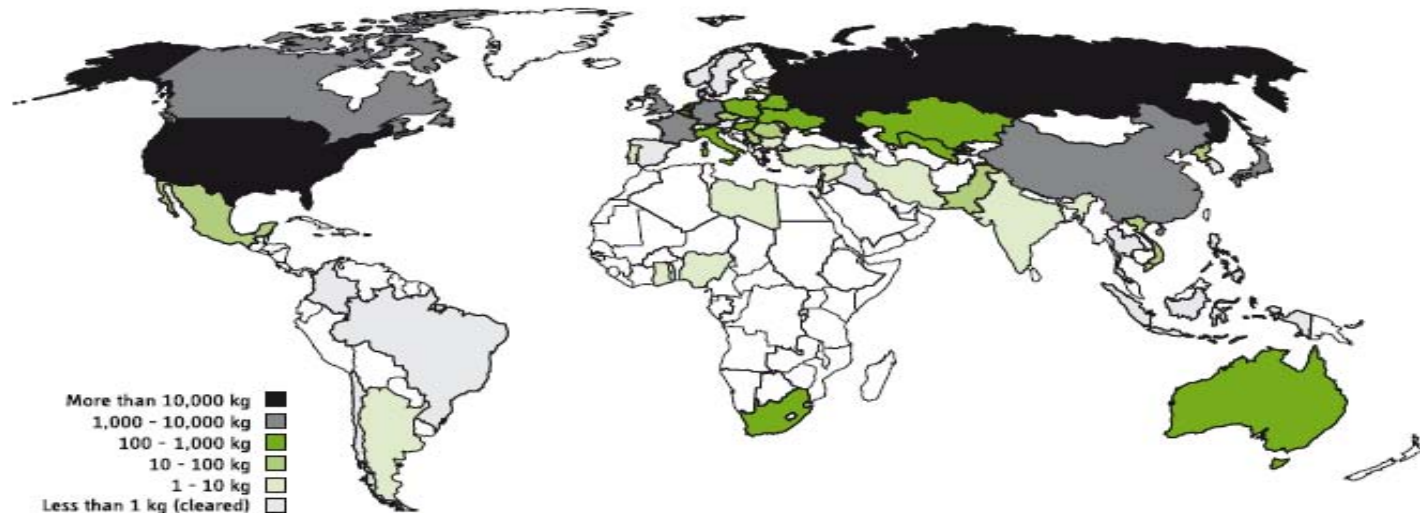 More than 10,000 kg
1,000 - 10,000 kg
100 - 1,000 kg
10 - 100 kg
1 - 10 kg
Less than 1 kg (cleared)